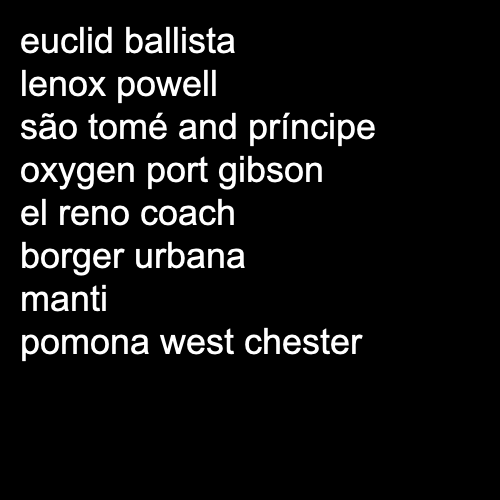 euclid ballista
lenox powell
são tomé and príncipe
oxygen port gibson
el reno coach
borger urbana
manti
pomona west chester